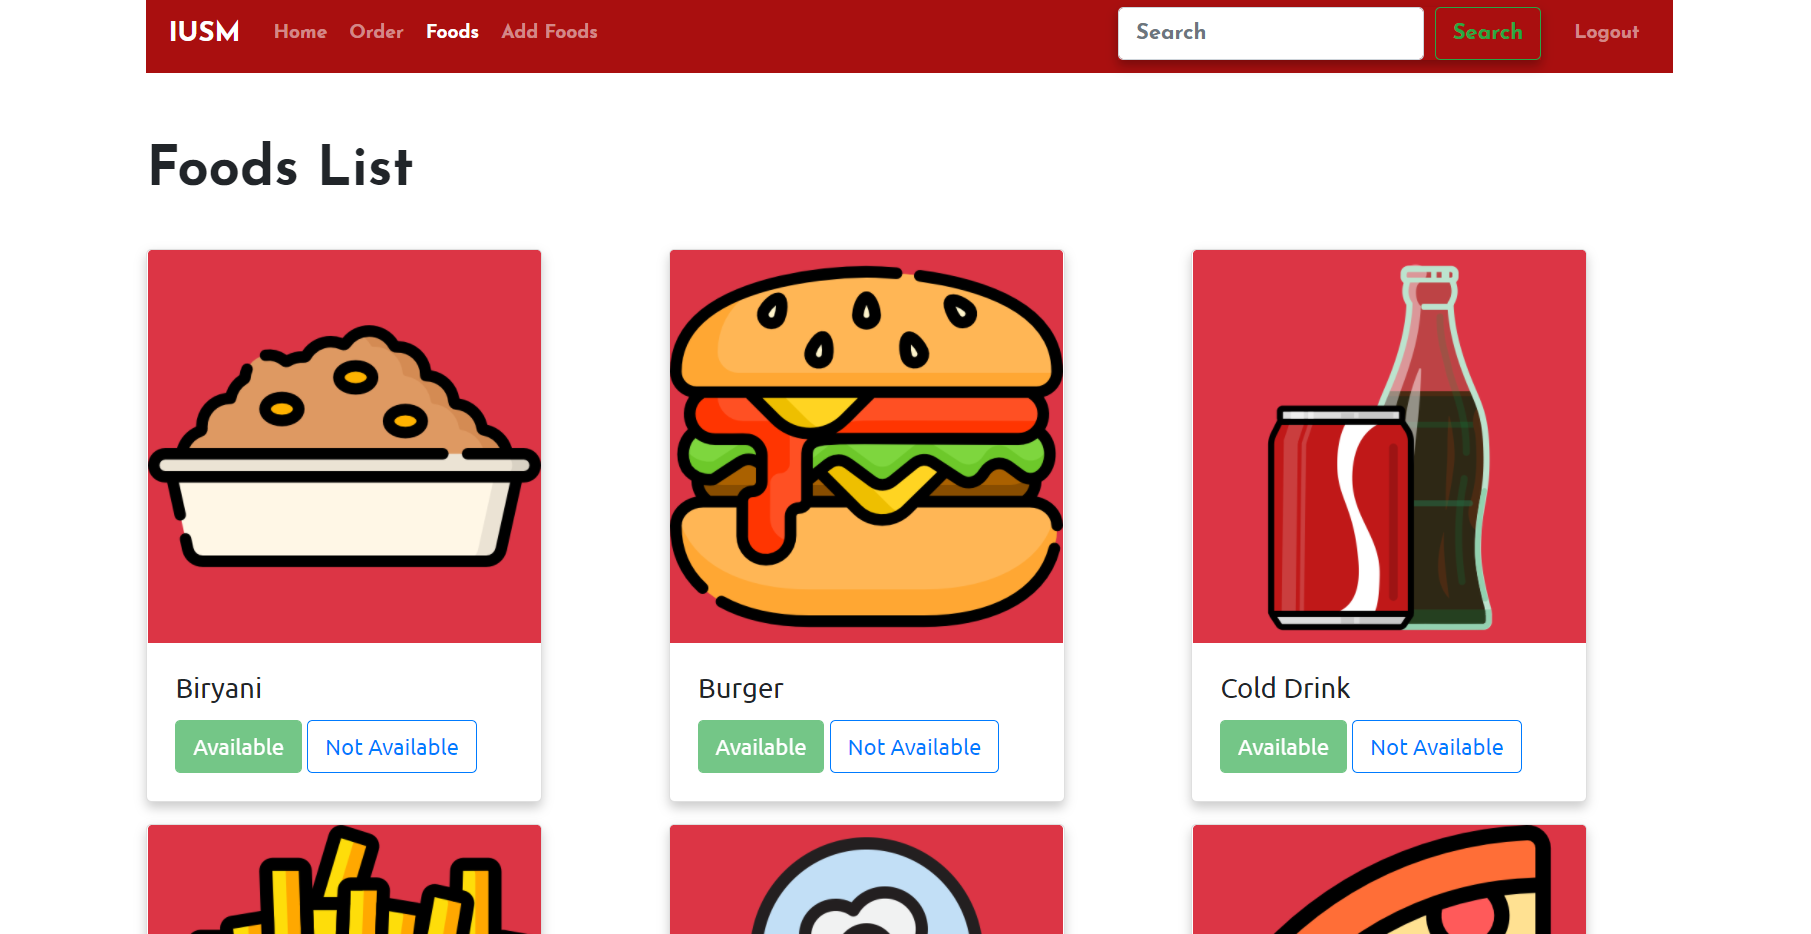 IUSM Home Order Foods Add Foods Search Search Logout
Foods List
Biryani Burger Cold Drink
Available Not Available Available Not Available Available Not Available